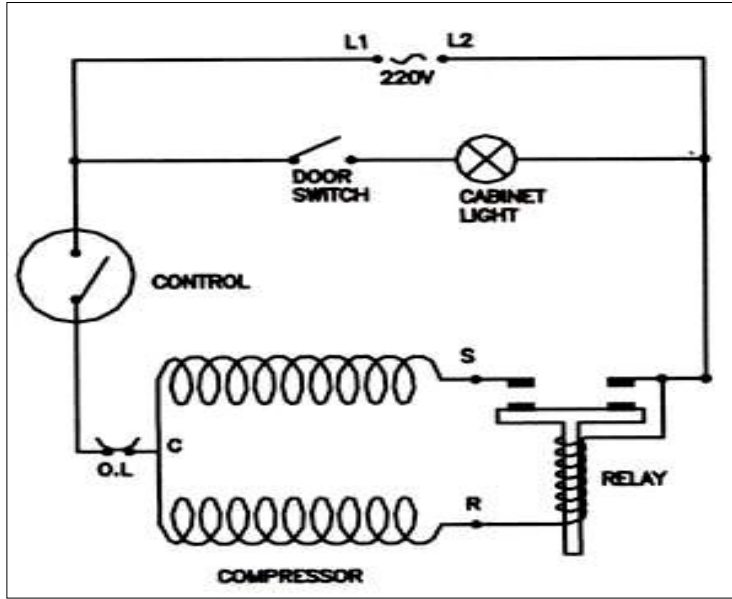 L1 L2
220V
DOOR
SWITCH
CABINET
LIGHT
CONTROL
S
C
O.L
R
RELAY
COMPRESSOR